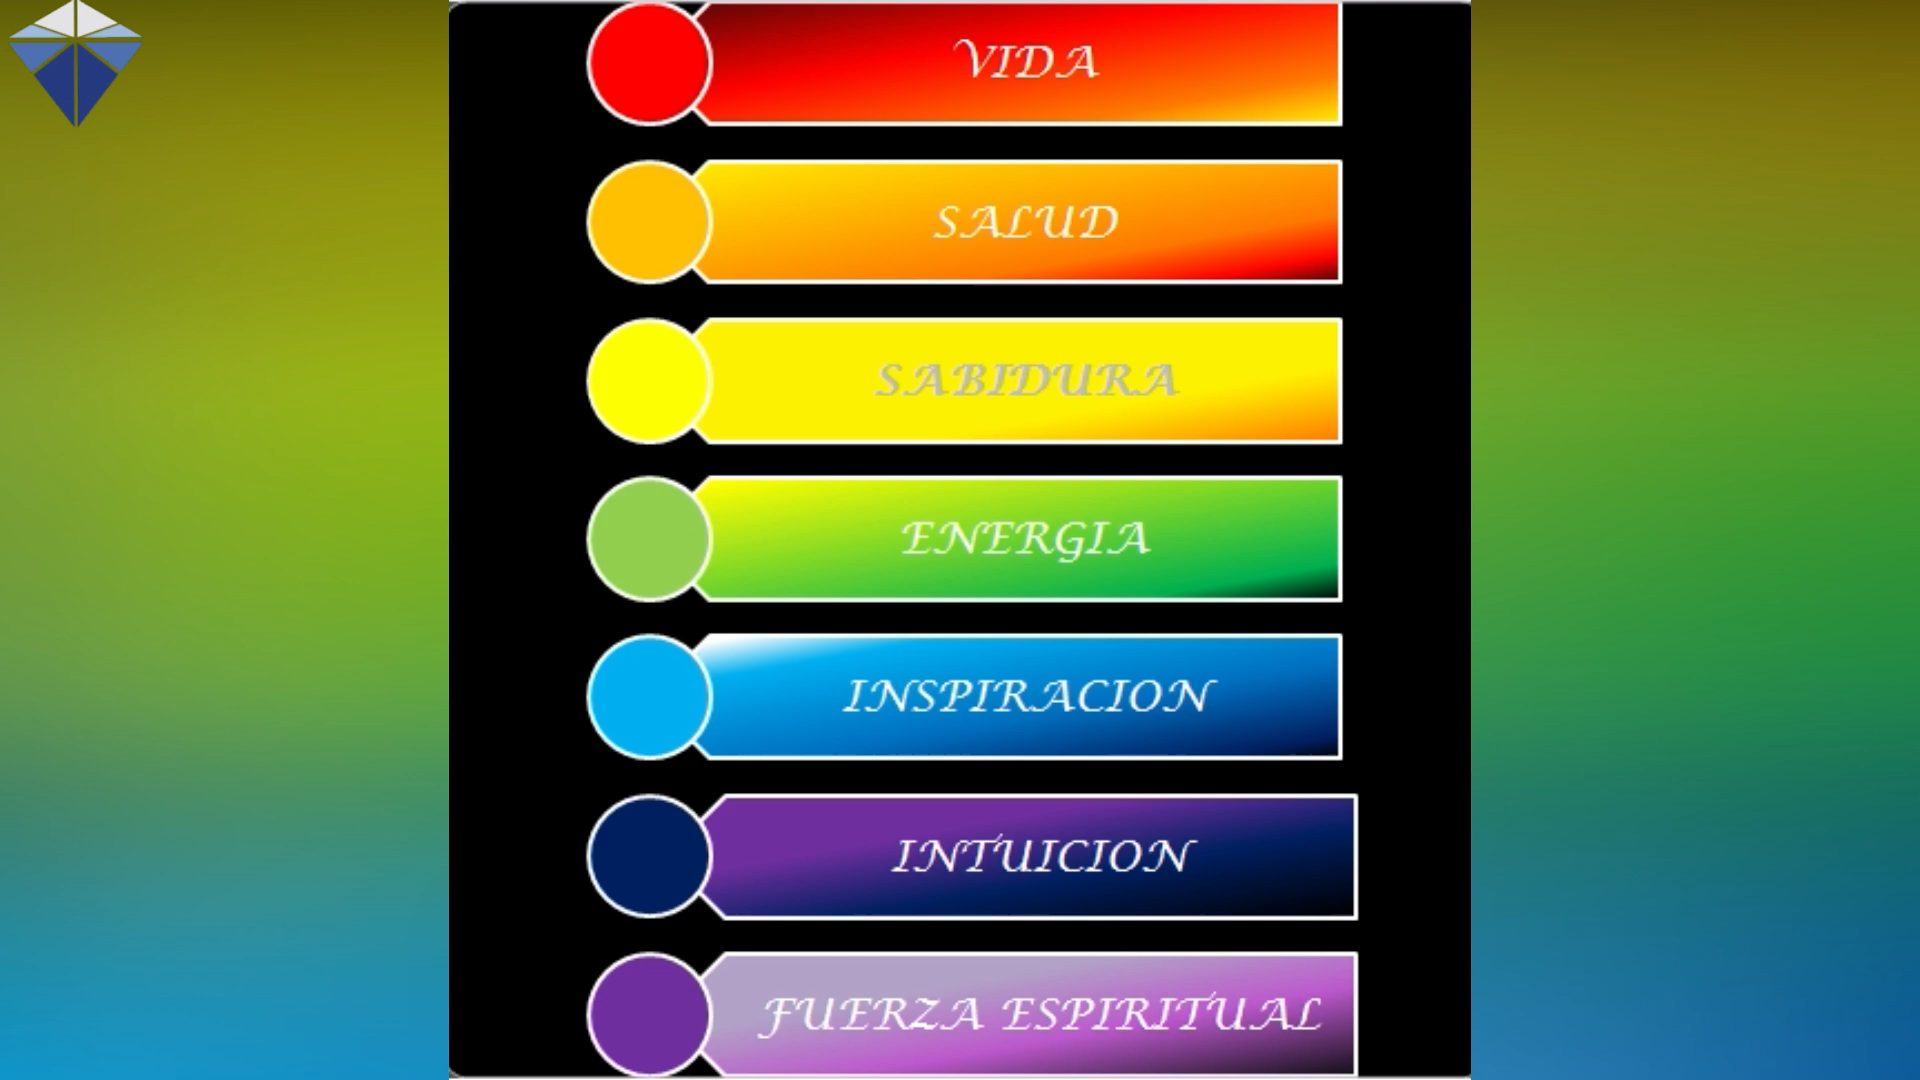 VIDA
SALUD
SABIDURA
ENERGIA
INSPIRACION
INTUICION
FUERZA ESPIRITUAL